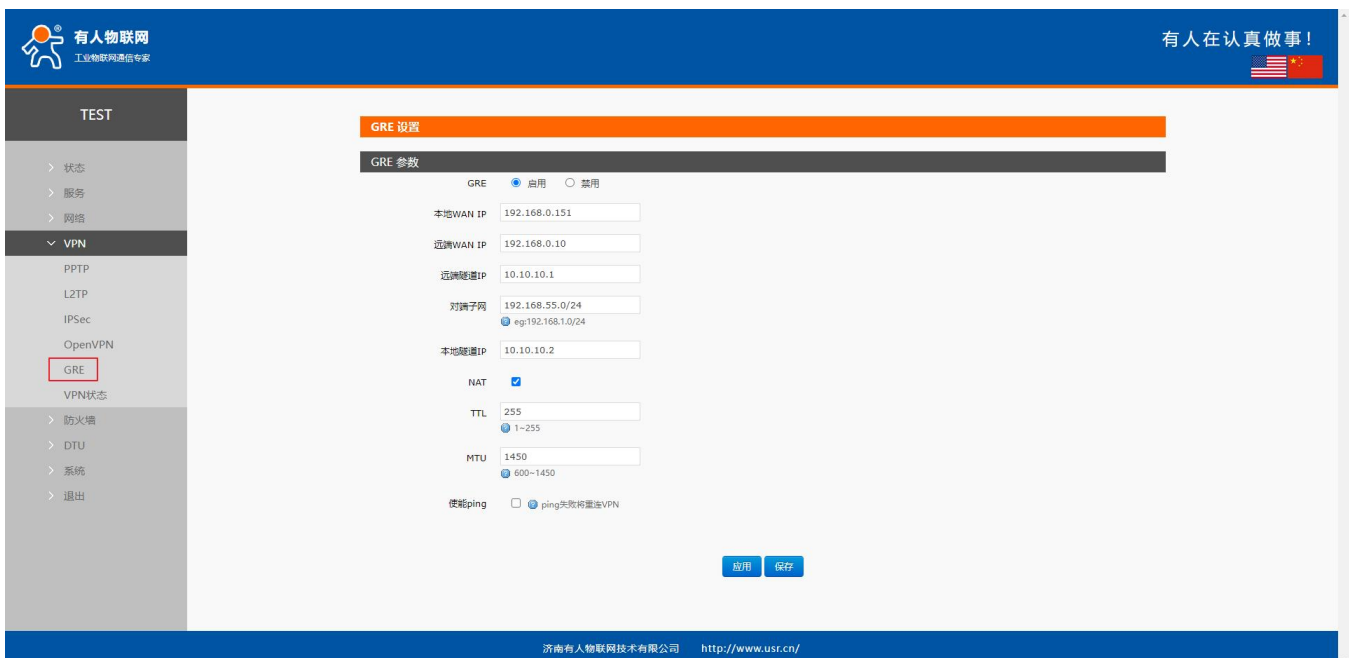 有人物联网
®
工业物联网通信专家
有人在认真做事!
TEST
状态
服务
网络
VPN
PPTP
L2TP
IPSec
OpenVPN
GRE
VPN状态
防火墙
DTU
系统
退出
GRE 设置
GRE 参数
GRE 启用 禁用
本地WAN IP 192.168.0.151
远端WAN IP 192.168.0.10
远端隧道IP 10.10.10.1
对端子网 192.168.55.0/24
eg:192.168.1.0/24
本地隧道IP 10.10.10.2
NAT
TTL 255
1~255
MTU 1450
600~1450
使能ping ping失败将重连VPN
应用 保存
济南有人物联网技术有限公司 http://www.usr.cn/